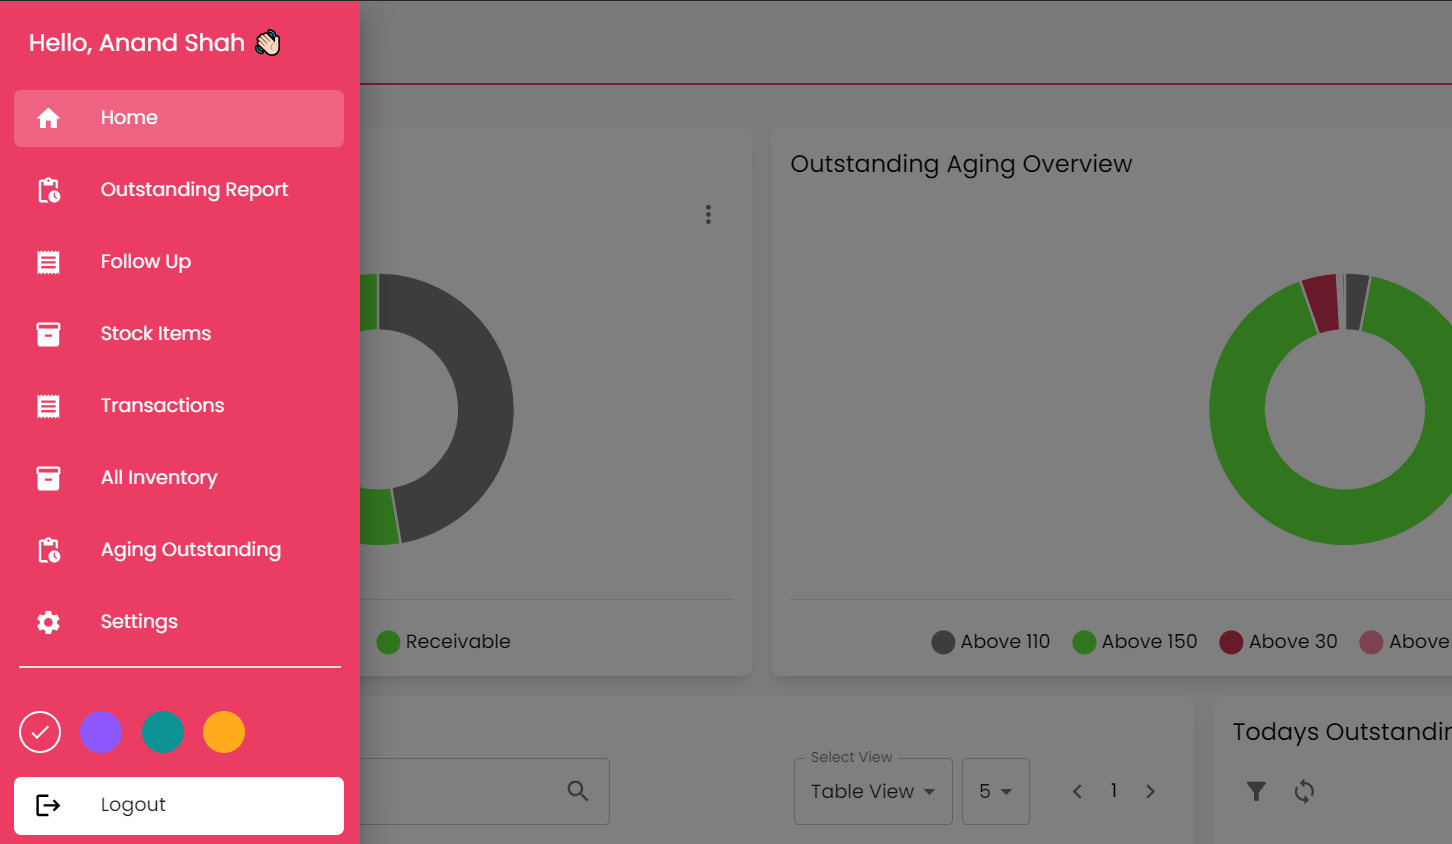 Hello, Anand Shah 👋🏻
Home
Outstanding Report
Follow Up
Stock Items
Transactions
All Inventory
Aging Outstanding
Settings
Logout
Outstanding Aging Overview
Receivable
Above 110
Above 150
Above 30
Above
Select View
Table View
5
1
Todays Outstandin